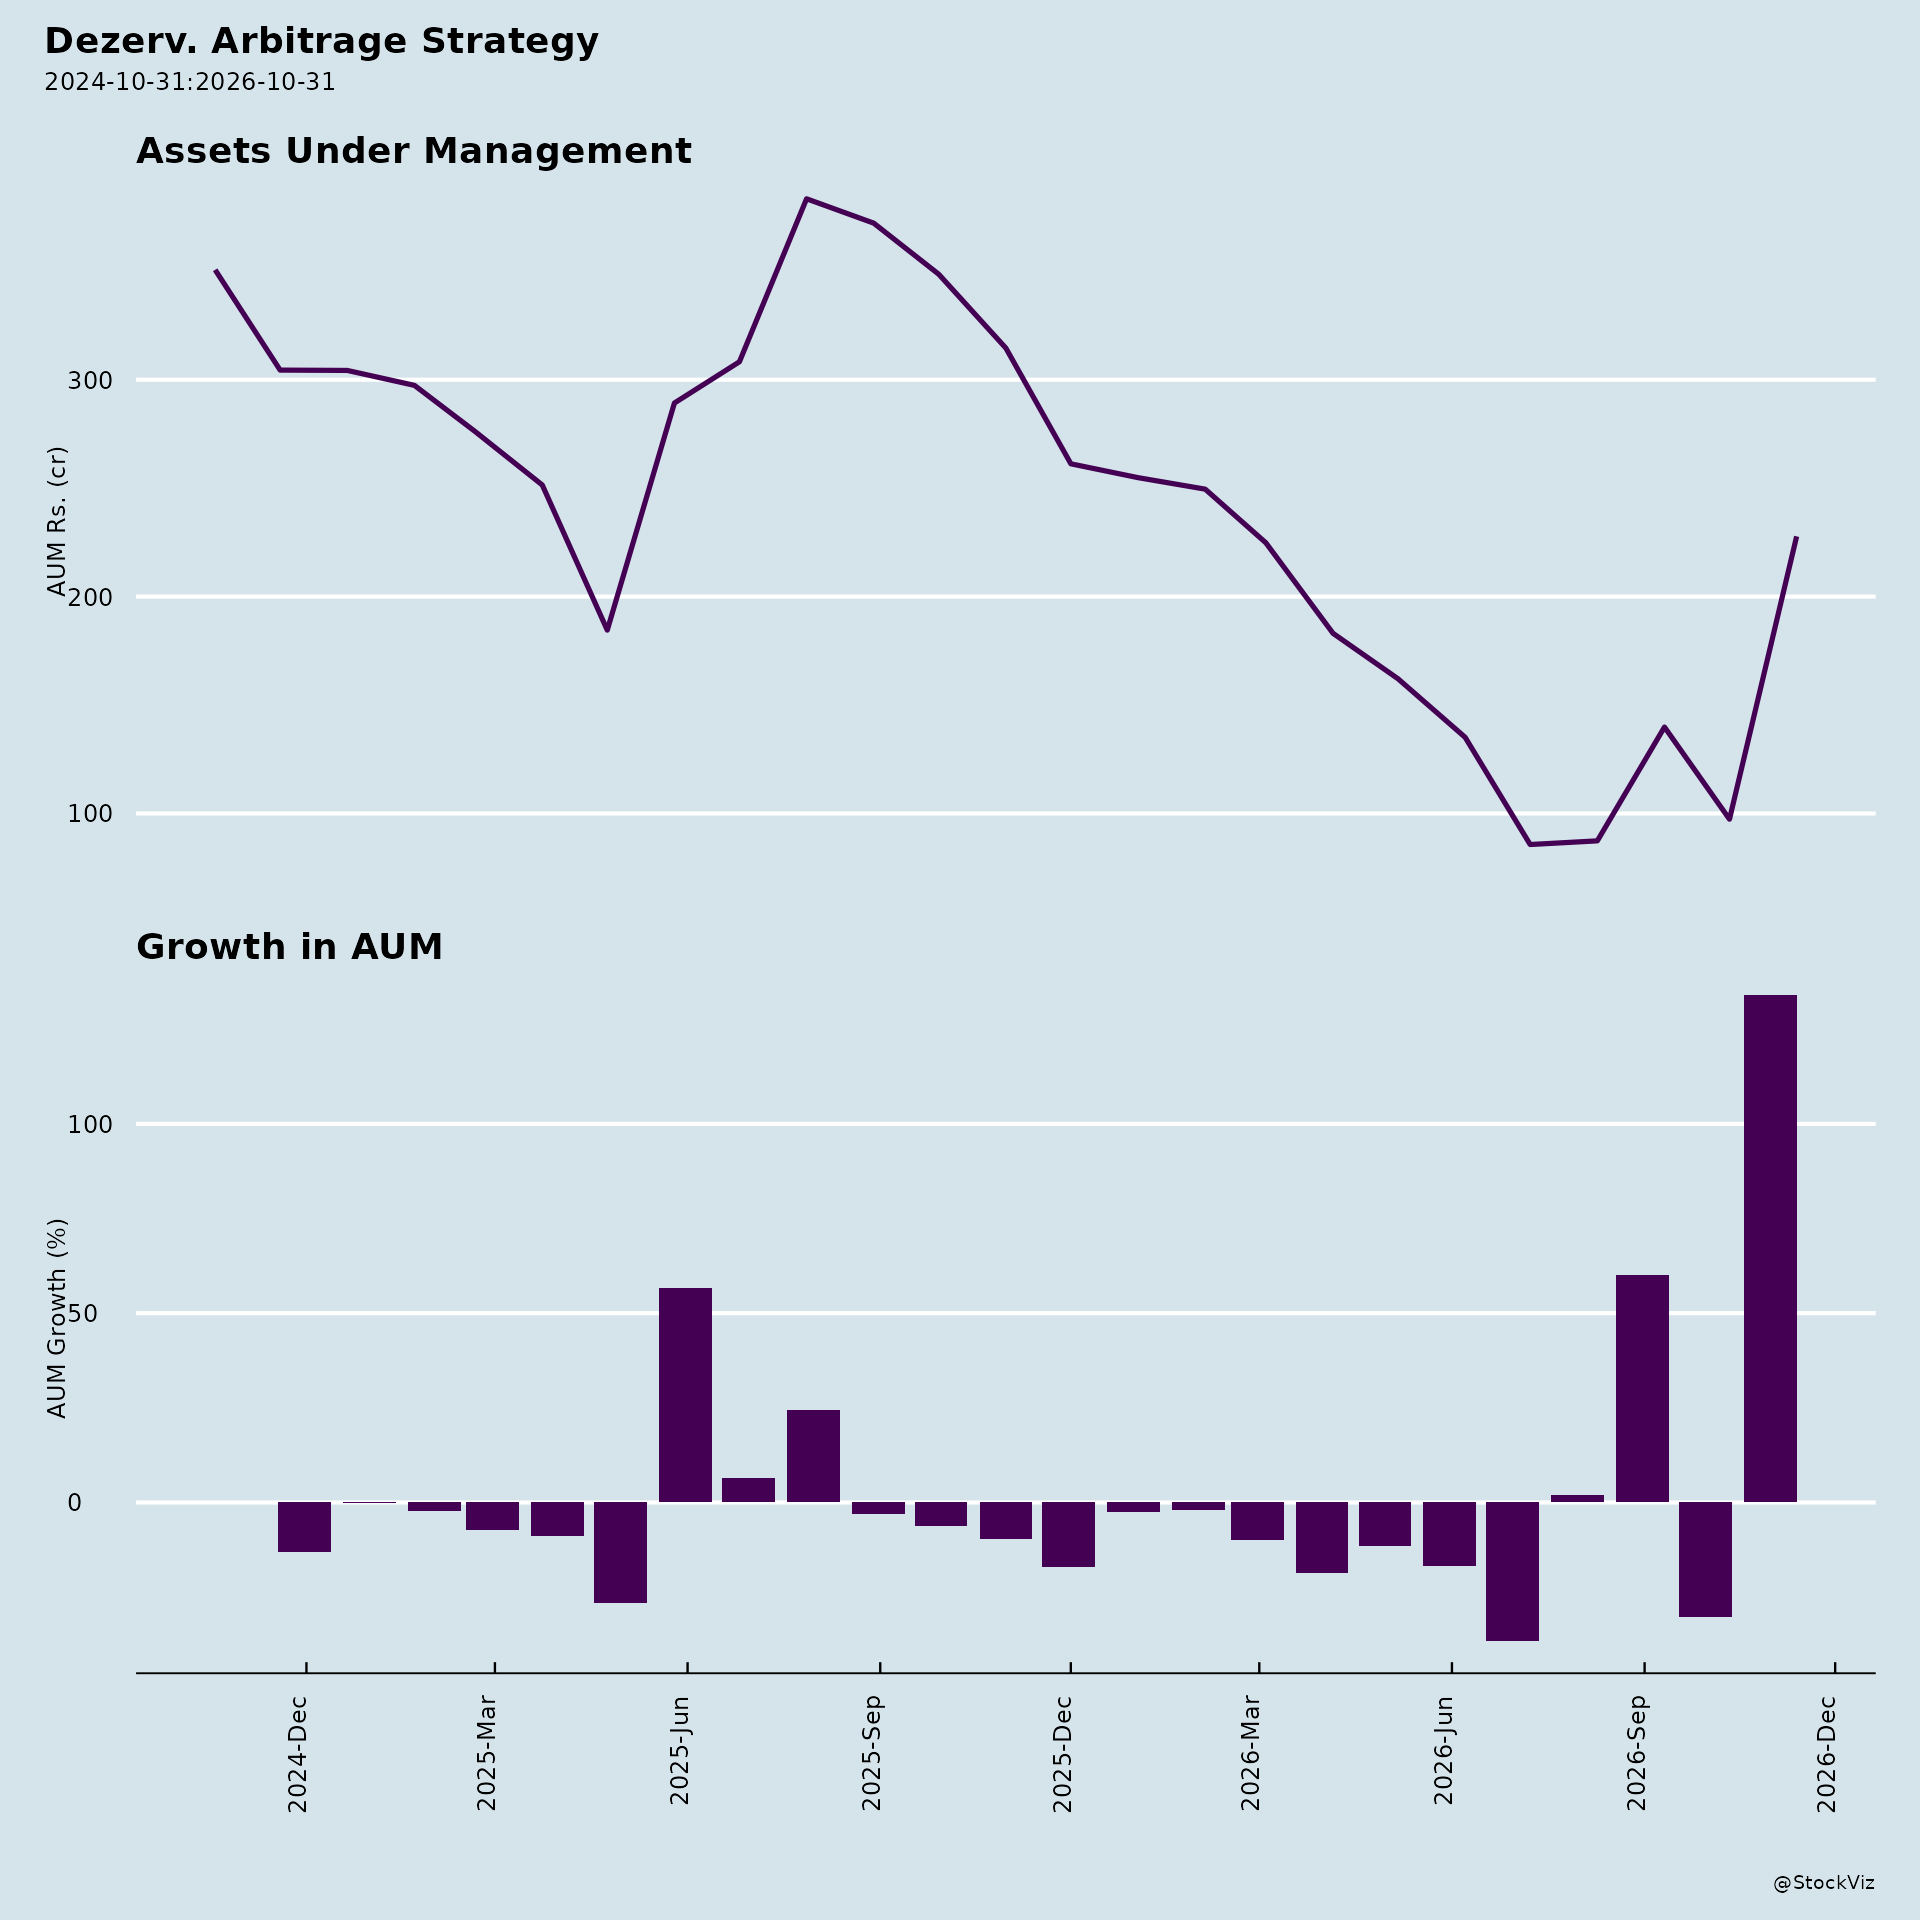 Dezerv. Arbitrage Strategy
2024-10-31:2026-10-31
Assets Under Management
AUM Rs. (cr)
300
200
100
Growth in AUM
AUM Growth (%)
100
50
0
2024-Dec
2025-Mar
2025-Jun
2025-Sep
2025-Dec
2026-Mar
2026-Jun
2026-Sep
2026-Dec
@StockViz